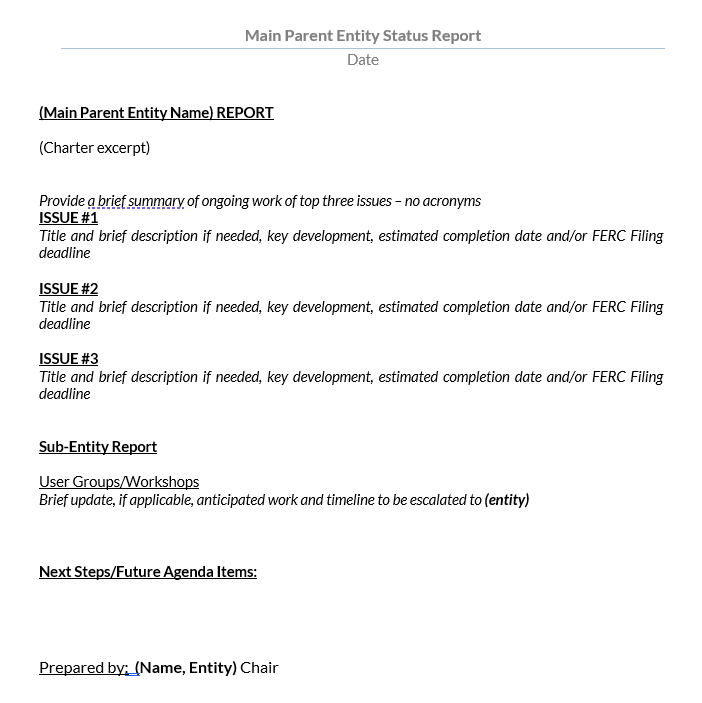 Main Parent Entity Status Report
Date
(Main Parent Entity Name) REPORT
(Charter excerpt)
Provide a brief summary of ongoing work of top three issues – no acronyms
ISSUE #1
Title and brief description if needed, key development, estimated completion date and/or FERC Filing
deadline
ISSUE #2
Title and brief description if needed, key development, estimated completion date and/or FERC Filing
deadline
ISSUE #3
Title and brief description if needed, key development, estimated completion date and/or FERC Filing
deadline
Sub-Entity Report
User Groups/Workshops
Brief update, if applicable, anticipated work and timeline to be escalated to (entity)
Next Steps/Future Agenda Items:
Prepared by: (Name, Entity) Chair